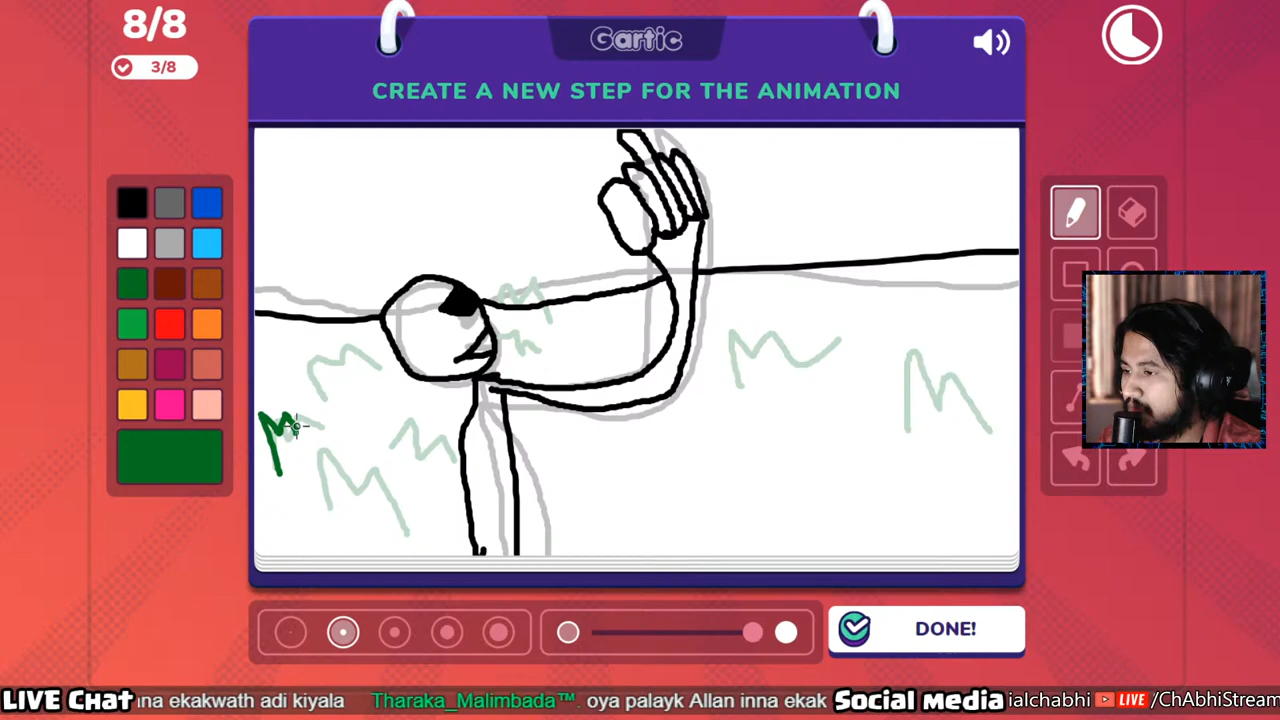 8/8
3/8
Gartic
CREATE A NEW STEP FOR THE ANIMATION
DONE!
LIVE Chat
inna ekakwath adi kiyala
Tharaka_Malimbada™. oya palayk Allan inna ekak
Social Media
ialchabhi LIVE /ChAbhiStream